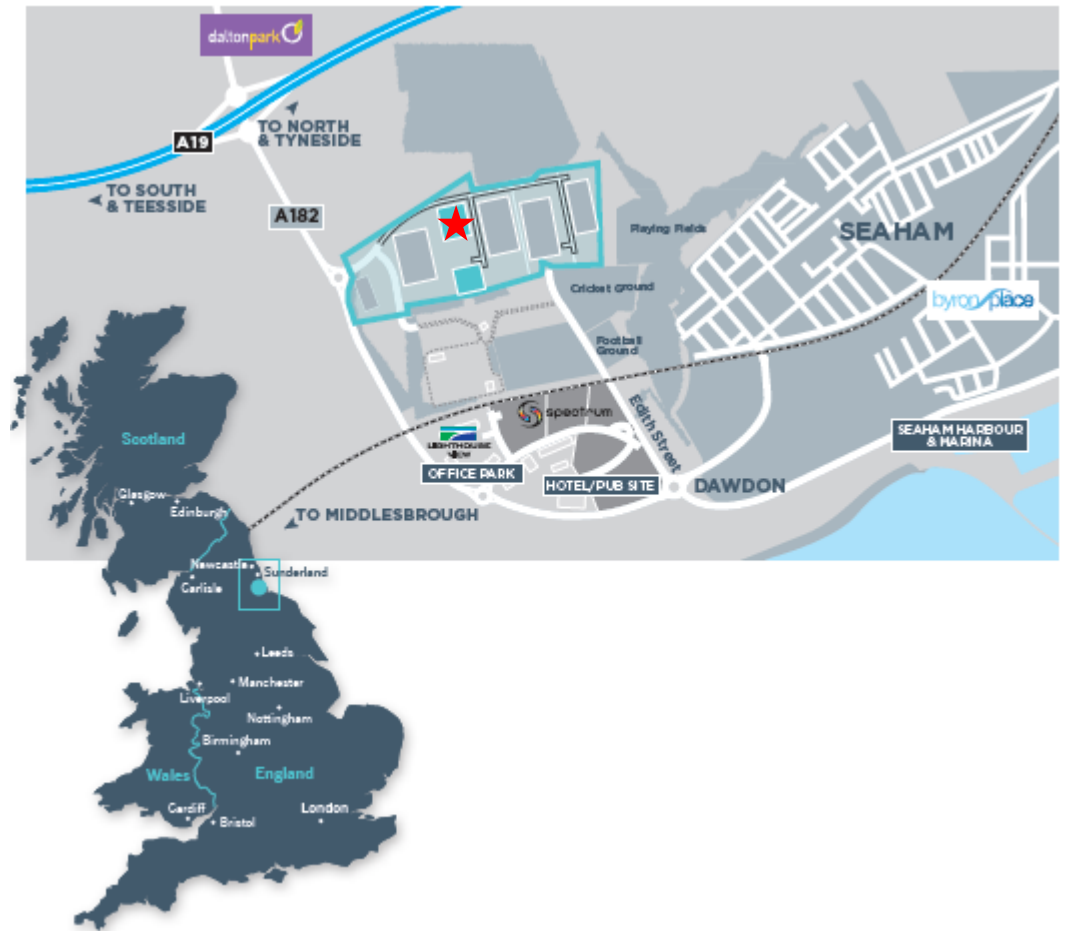 daltonpark
A19
TO NORTH
& TYNESIDE
TO SOUTH
& TEESSIDE
A182
Playing Fields
SEAHAM
Cricket Ground
byron place
Football
Ground
Edith Street
spectrum
LIGHTHOUSE
VIEW
OFFICE PARK
HOTEL/PUB SITE
DAWDON
SEAHAM HARBOUR
& MARINA
TO MIDDLESBROUGH
Scotland
Glasgow
Edinburgh
Newcastle
Sunderland
Carlisle
Leeds
Manchester
Liverpool
Nottingham
Birmingham
Wales
England
Cardiff
Bristol
London